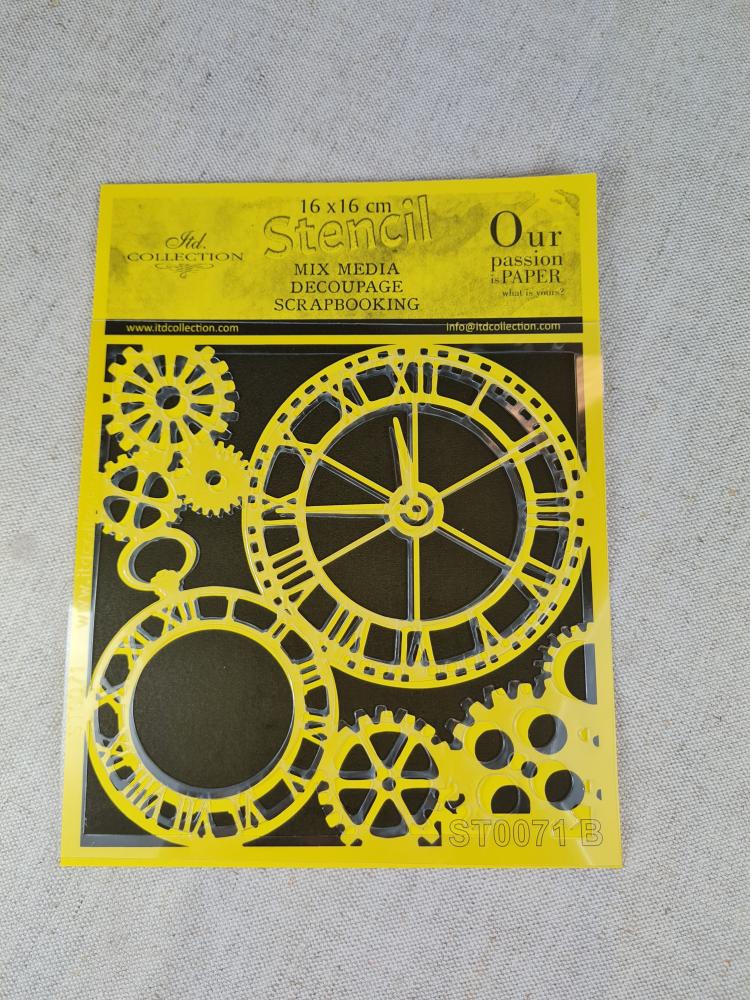 16 x 16 cm
Stencil
Itd.
COLLECTION
MIX MEDIA
DECOUPAGE
SCRAPBOOKING
Our
passion
is PAPER
what is yours?
www.itdcollection.com
info@itdcollection.com
XII
ST0071 B